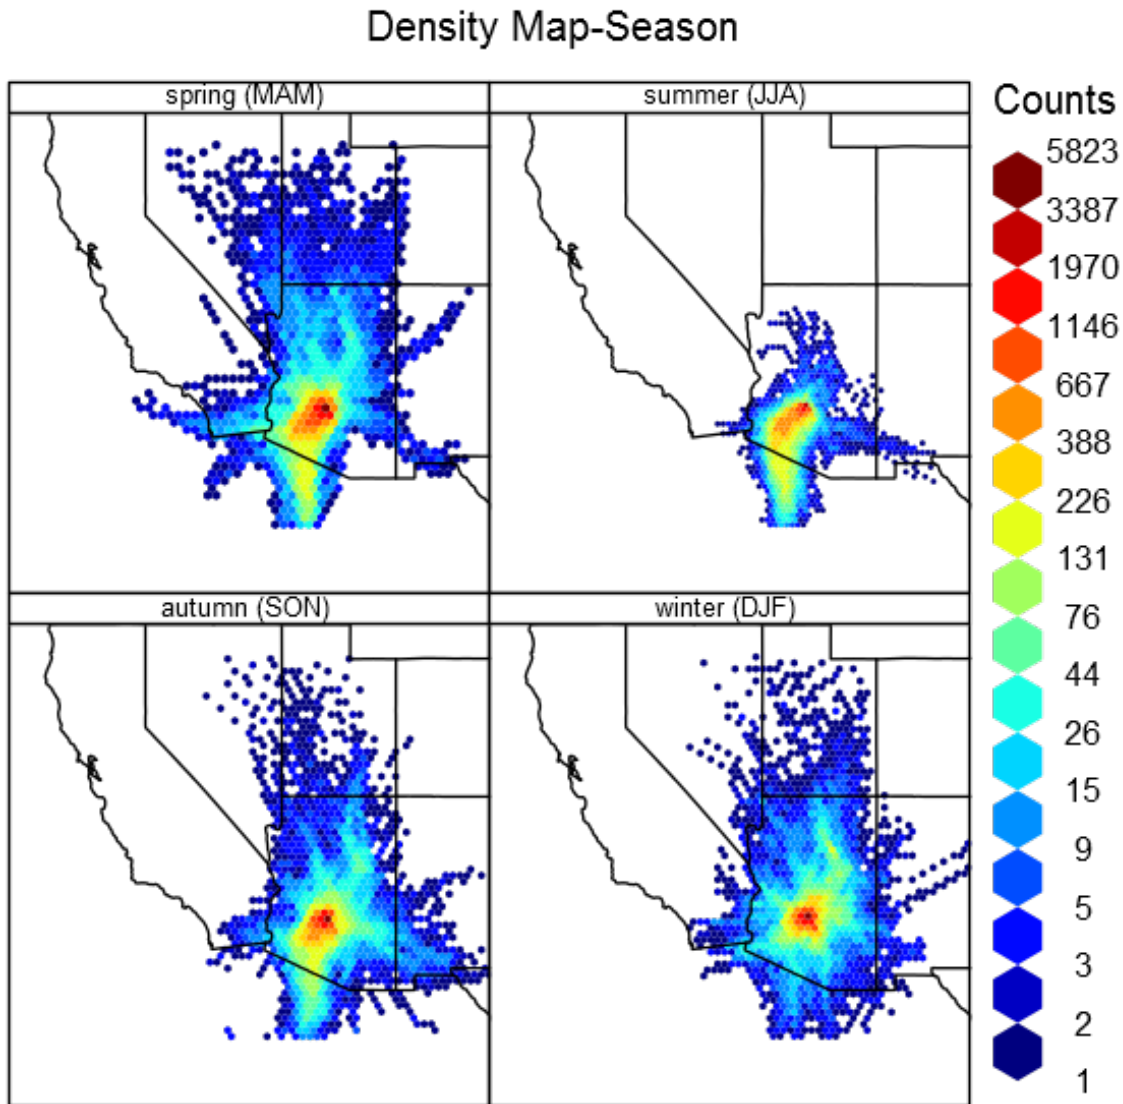 Density Map-Season
spring (MAM)
summer (JJA)
autumn (SON)
winter (DJF)
Counts
5823
3387
1970
1146
667
388
226
131
76
44
26
15
9
5
3
2
1